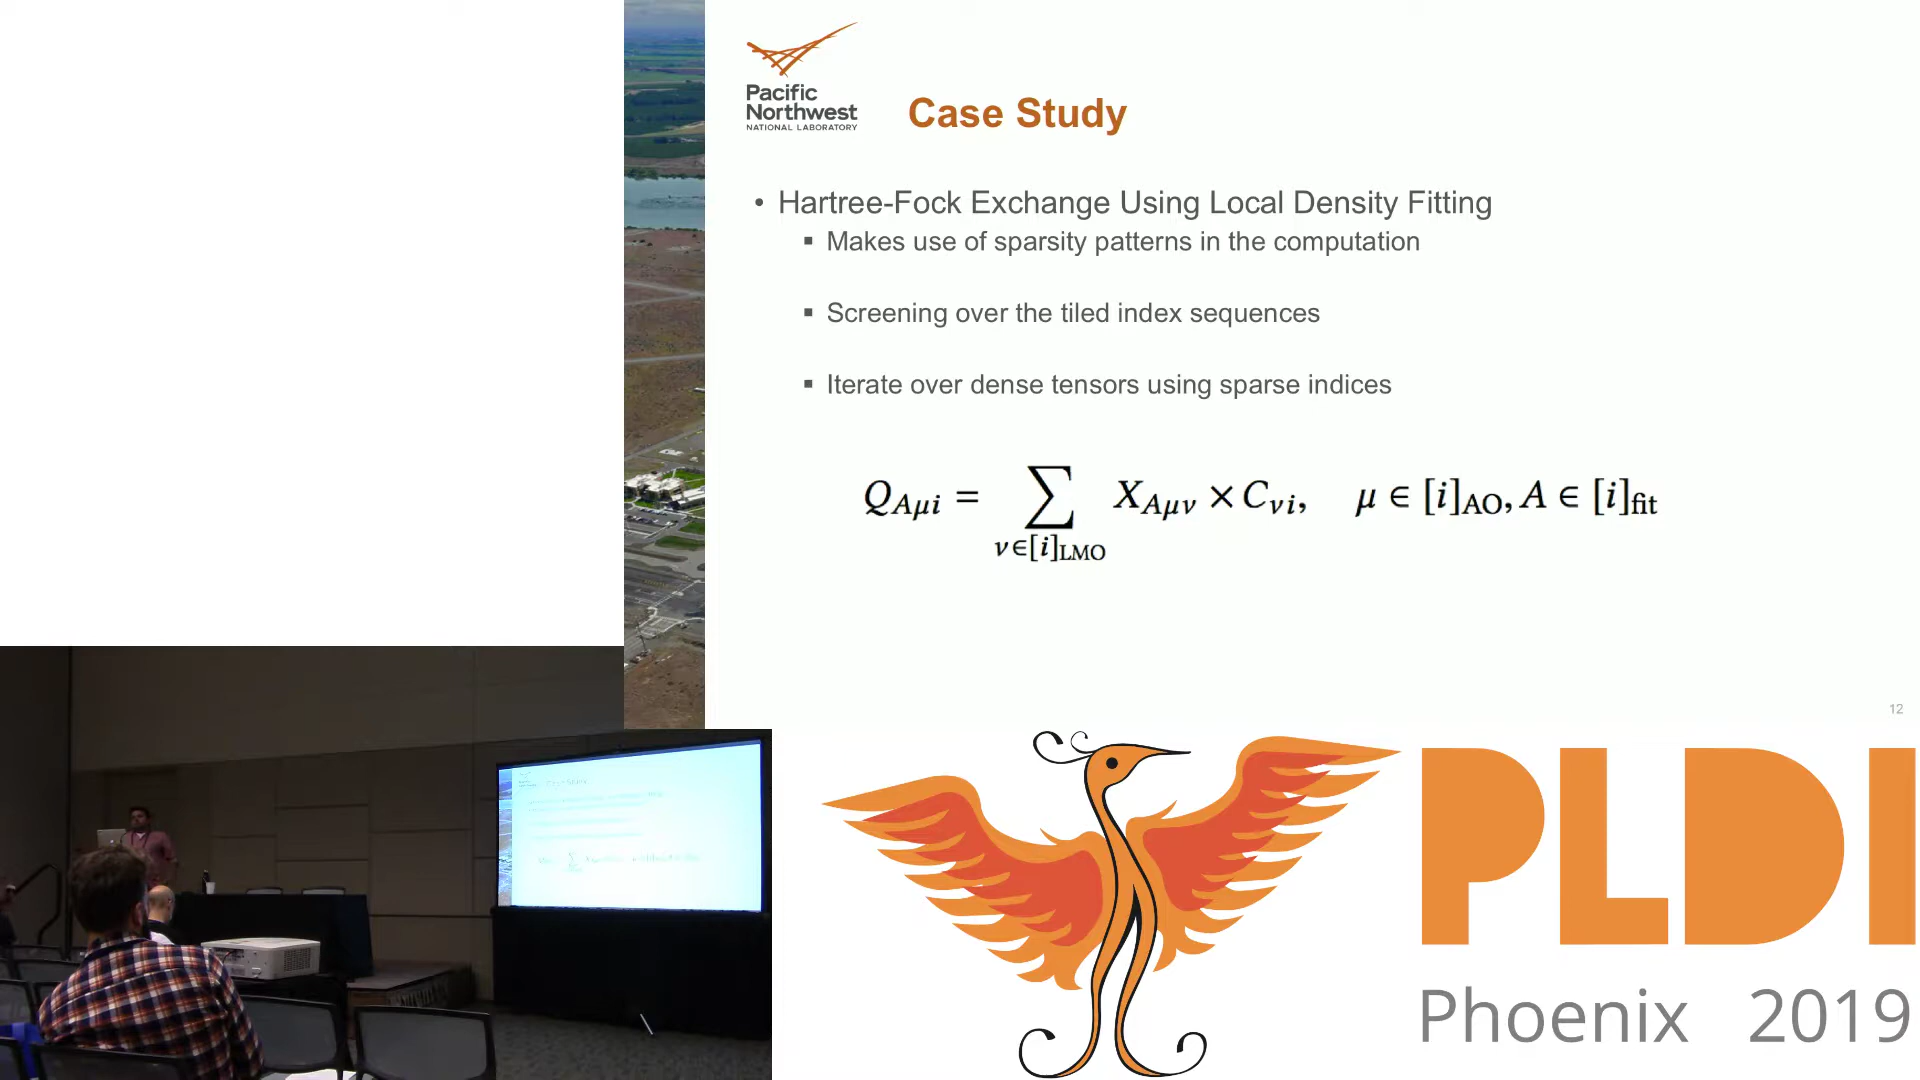 Pacific
Northwest
NATIONAL LABORATORY
Case Study
• Hartree-Fock Exchange Using Local Density Fitting
▪ Makes use of sparsity patterns in the computation
▪ Screening over the tiled index sequences
▪ Iterate over dense tensors using sparse indices
Q_{Aμi} = ∑_{ν∈[i]_{LMO}} X_{Aμν} × C_{νi}, μ ∈ [i]_{AO}, A ∈ [i]_{fit}
12
PLDI
Phoenix 2019